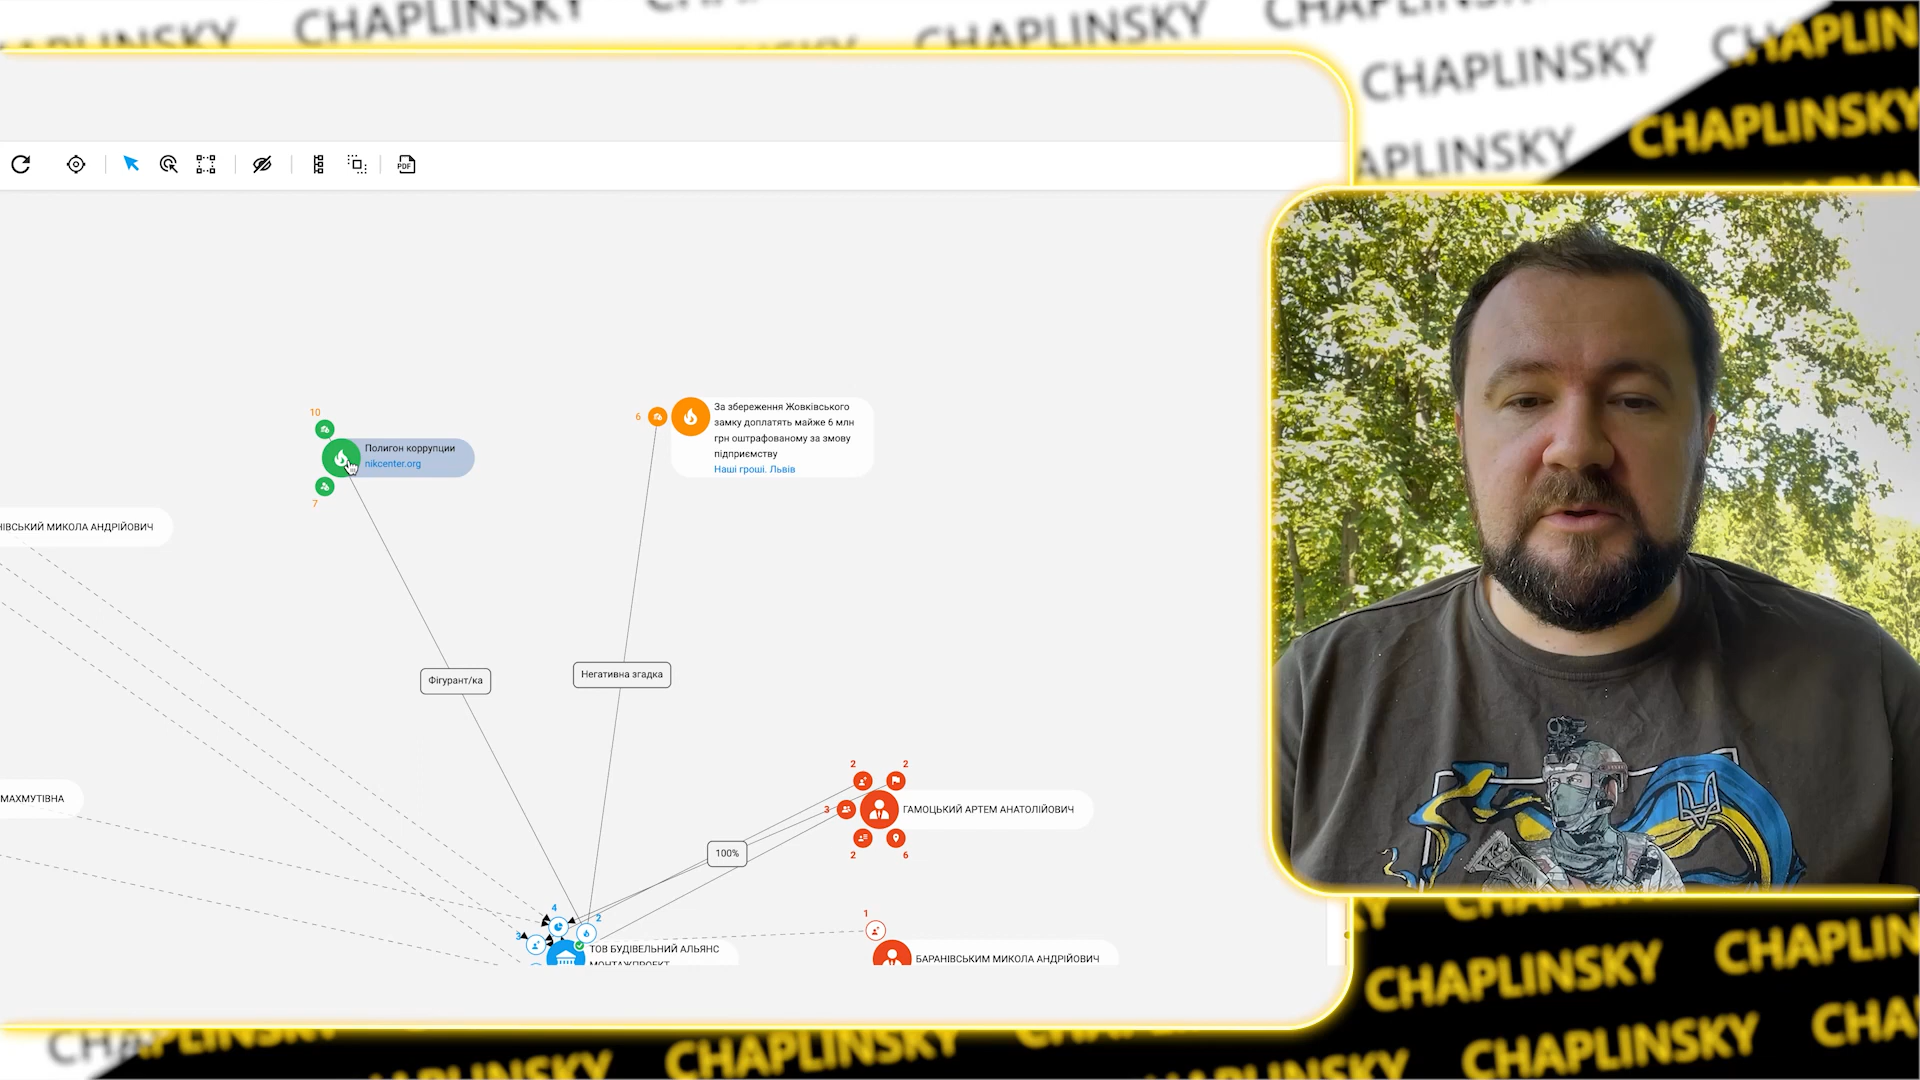 CHAPLINSKY
CHAPLINSKY
CHAPLINSKY
CHAPLINSKY
CHAPLINSKY
PDF
10
Полигон коррупции
nikcenter.org
7
6
За збереження Жовківського
замку доплатять майже 6 млн
грн оштрафованому за змову
підприємству
Наші гроші. Львів
ІВСЬКИЙ МИКОЛА АНДРІЙОВИЧ
Фігурант/ка
Негативна згадка
МАХМУТІВНА
2
2
3
ГАМОЦЬКИЙ АРТЕМ АНАТОЛІЙОВИЧ
2
6
100%
4
2
3
ТОВ БУДІВЕЛЬНИЙ АЛЬЯНС
МОНТАЖПРОЕКТ
1
БАРАНІВСЬКИМ МИКОЛА АНДРІЙОВИЧ
CHAPLINSKY
CHAPLINSKY
CHAPLINSKY